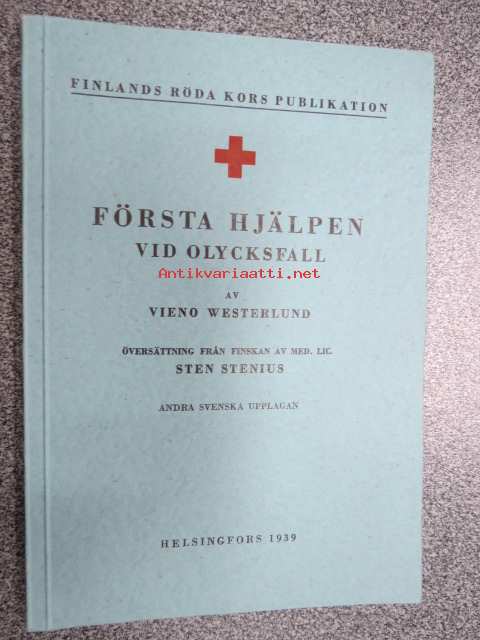 FINLANDS RÖDA KORS PUBLIKATION
FÖRSTA HJÄLPEN
VID OLYCKSFALL
Antikvariaatti.net
AV
VIENO WESTERLUND
ÖVERSÄTTNING FRÅN FINSKAN AV MED. LIC.
STEN STENIUS
ANDRA SVENSKA UPPLAGAN
HELSINGFORS 1939